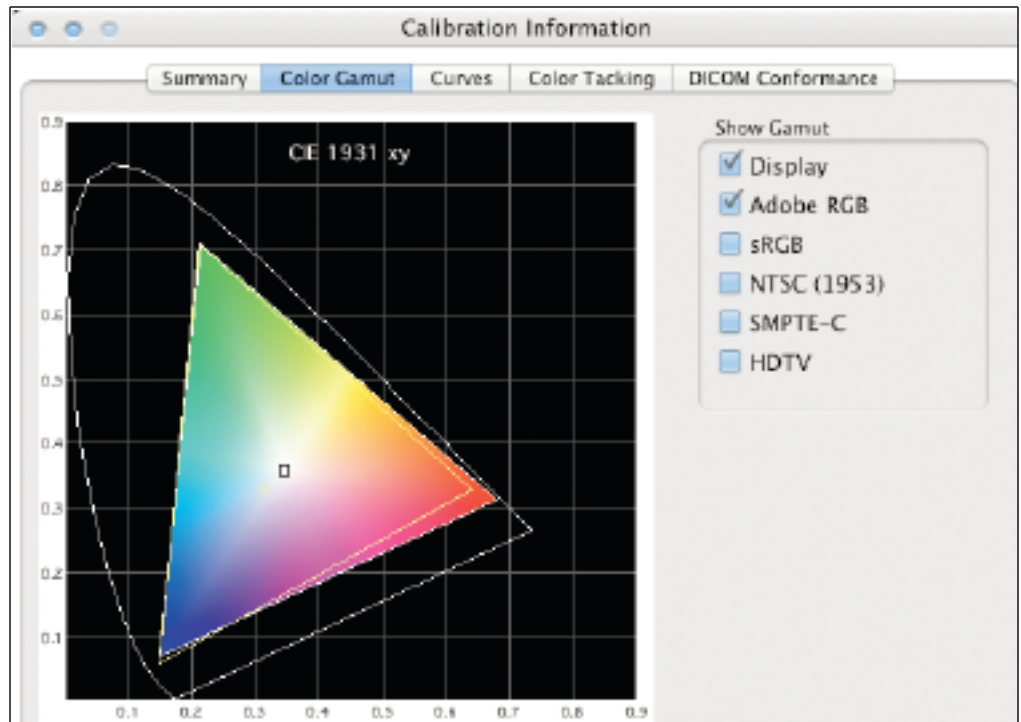 Calibration Information
Summary Color Gamut Curves Color Tacking DICOM Conformance
CIE 1931 xy
0.9
0.8
0.7
0.6
0.5
0.4
0.3
0.2
0.1
0.1 0.2 0.3 0.4 0.5 0.6 0.7 0.8 0.9
Show Gamut
Display
Adobe RGB
sRGB
NTSC (1953)
SMPTE-C
HDTV